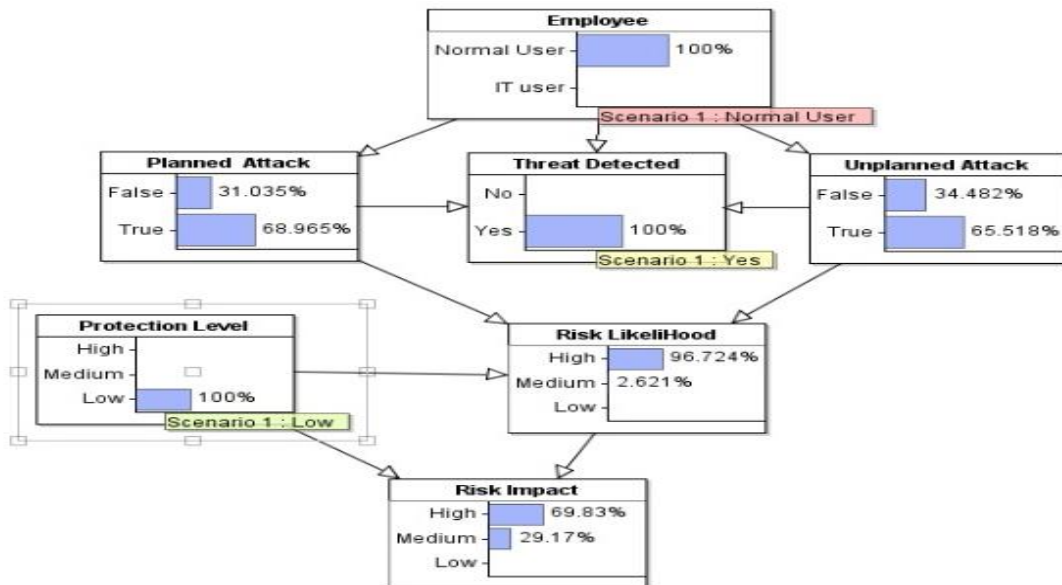 Employee
Normal User 100%
IT user
Scenario 1 : Normal User
Planned Attack
False 31.035%
True 68.965%
Threat Detected
No
Yes 100%
Scenario 1 : Yes
Unplanned Attack
False 34.482%
True 65.518%
Protection Level
High
Medium
Low 100%
Scenario 1 : Low
Risk LikeliHood
High 96.724%
Medium 2.621%
Low
Risk Impact
High 69.83%
Medium 29.17%
Low